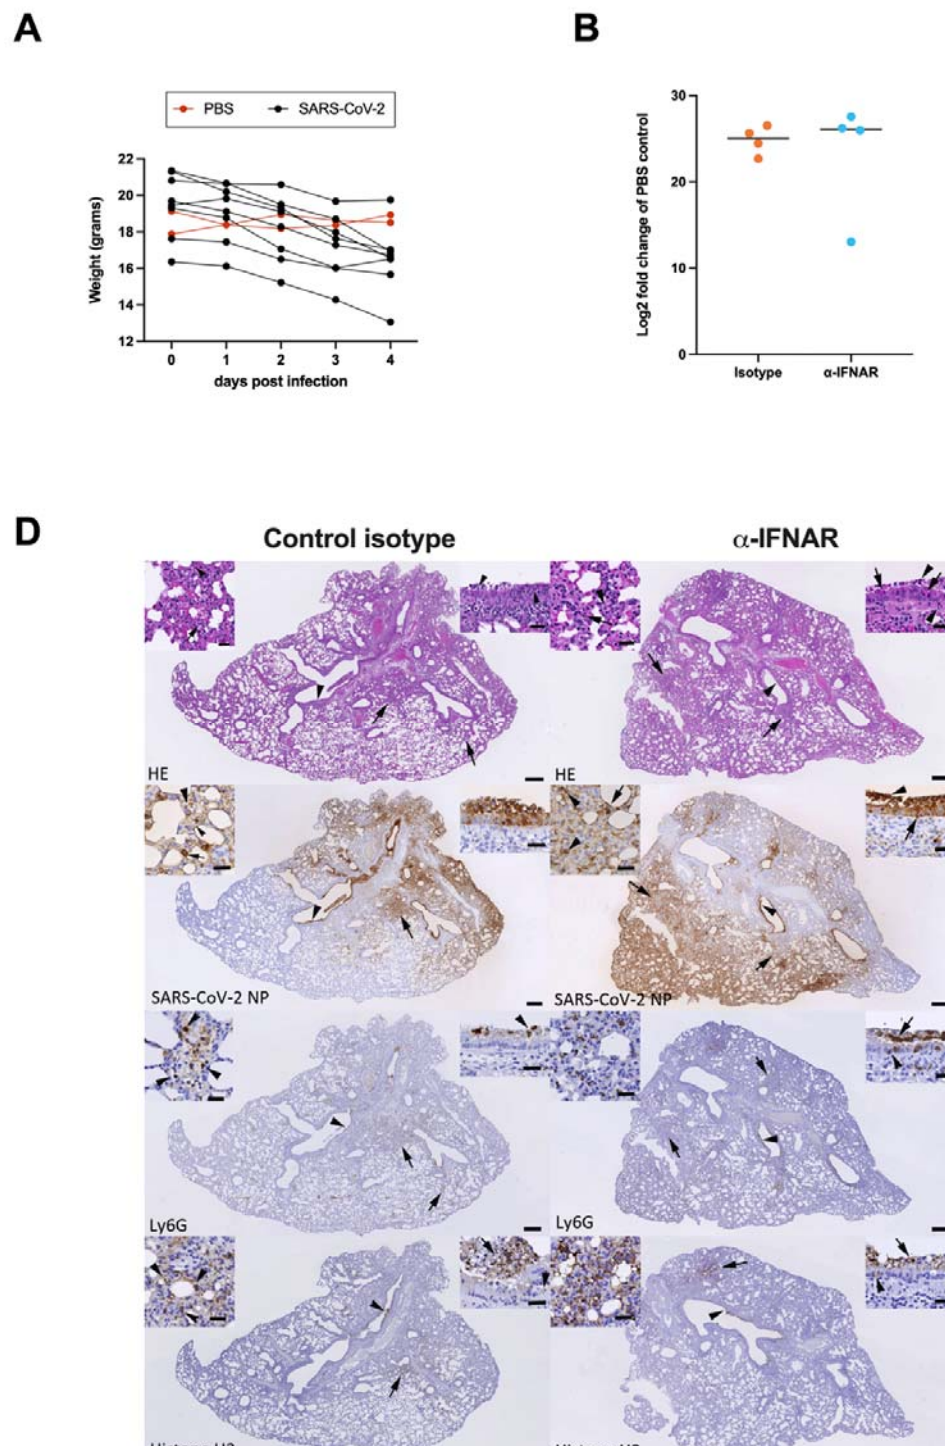 A
B
PBS SARS-CoV-2
22
20
18
16
14
12
Weight (grams)
0 1 2 3 4
days post infection
30
20
10
0
Log2 fold change of PBS control
Isotype α-IFNAR
D
Control isotype α-IFNAR
HE HE
SARS-CoV-2 NP SARS-CoV-2 NP
Ly6G Ly6G